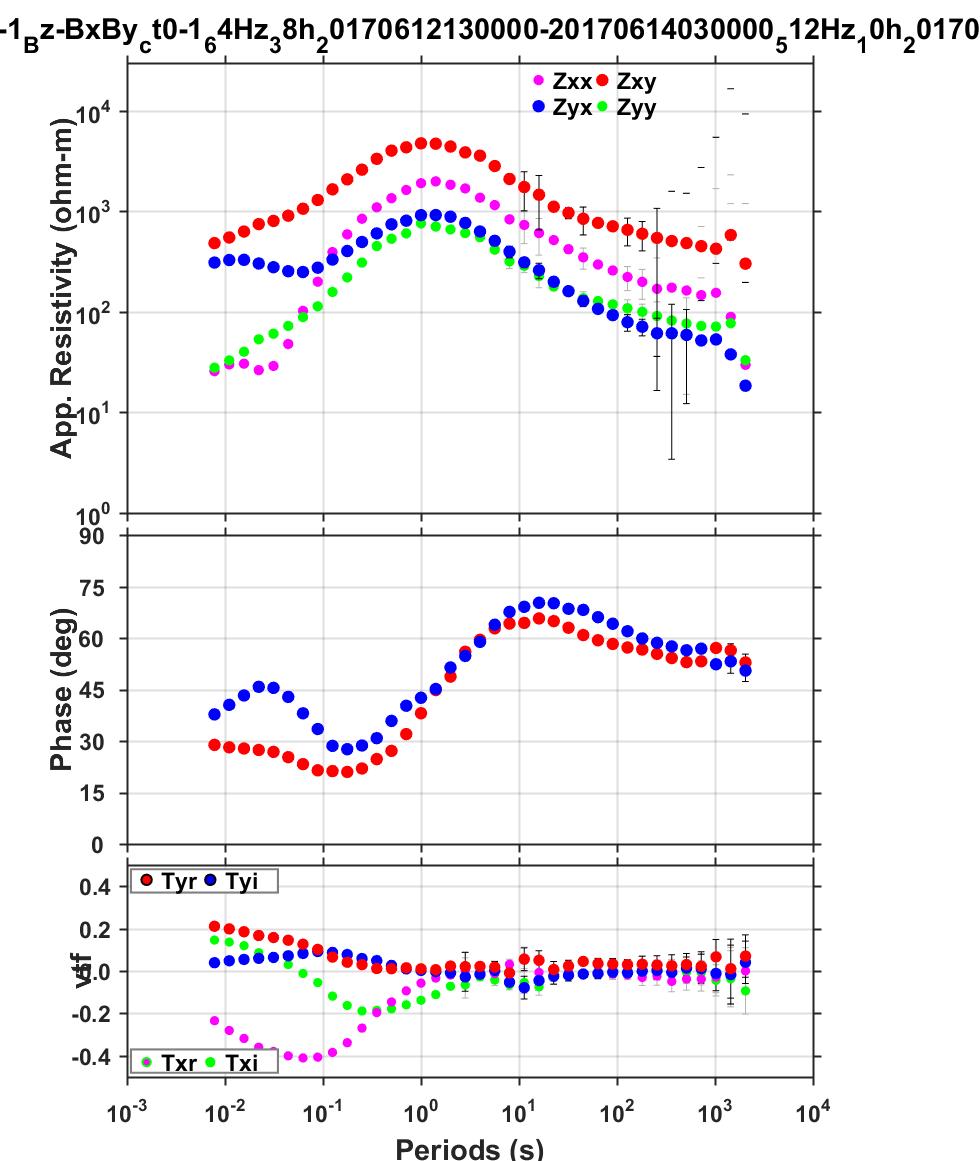 -1Bz-BxByct0-164Hz38h20170612130000-20170614030000512Hz10h20170
Zxx Zxy
Zyx Zyy
App. Resistivity (ohm-m)
10^4
10^3
10^2
10^1
10^0
Phase (deg)
90
75
60
45
30
15
0
Tyr Tyi
vtf
0.4
0.2
0.0
-0.2
-0.4
Txr Txi
10^-3 10^-2 10^-1 10^0 10^1 10^2 10^3 10^4
Periods (s)